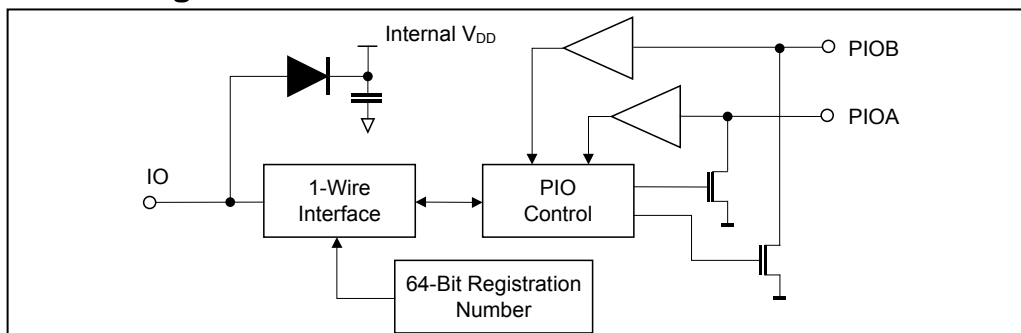 Internal VDD
PIOB
PIOA
IO
1-Wire
Interface
PIO
Control
64-Bit Registration
Number